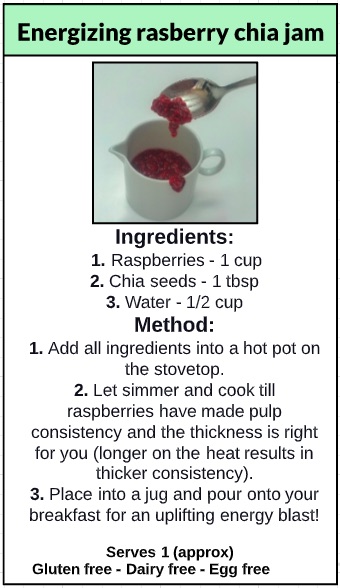 Energizing rasberry chia jam
Ingredients:
1. Raspberries - 1 cup
2. Chia seeds - 1 tbsp
3. Water - 1/2 cup
Method:
1. Add all ingredients into a hot pot on
the stovetop.
2. Let simmer and cook till
raspberries have made pulp
consistency and the thickness is right
for you (longer on the heat results in
thicker consistency).
3. Place into a jug and pour onto your
breakfast for an uplifting energy blast!
Serves 1 (approx)
Gluten free - Dairy free - Egg free